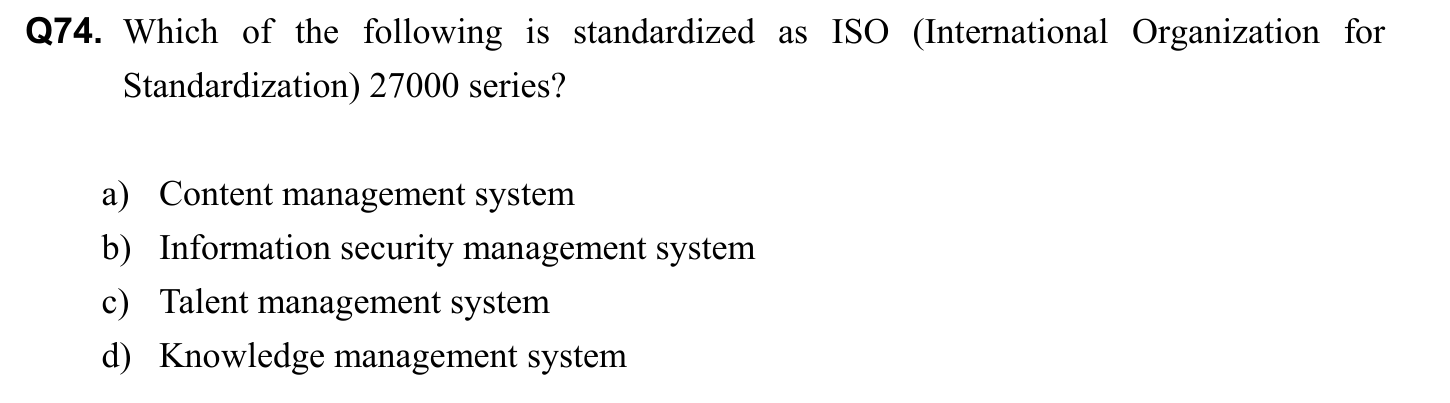 Q74. Which of the following is standardized as ISO (International Organization for
Standardization) 27000 series?
a) Content management system
b) Information security management system
c) Talent management system
d) Knowledge management system